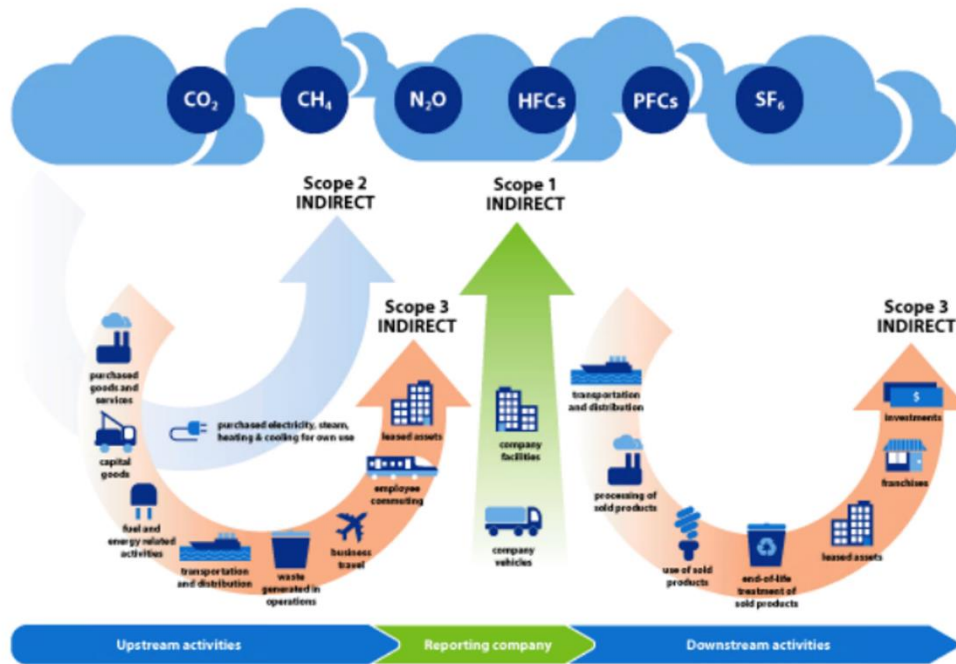 CO₂
CH₄
N₂O
HFCs
PFCs
SF₆
Scope 2
INDIRECT
Scope 1
INDIRECT
Scope 3
INDIRECT
Scope 3
INDIRECT
purchased
goods and
services
capital
goods
fuel and
energy related
activities
purchased electricity, steam,
heating & cooling for own use
transportation
and distribution
waste
generated in
operations
business
travel
employee
commuting
leased assets
company
facilities
company
vehicles
transportation
and distribution
processing of
sold products
use of sold
products
end-of-life
treatment of
sold products
leased assets
franchises
$
investments
Upstream activities
Reporting company
Downstream activities